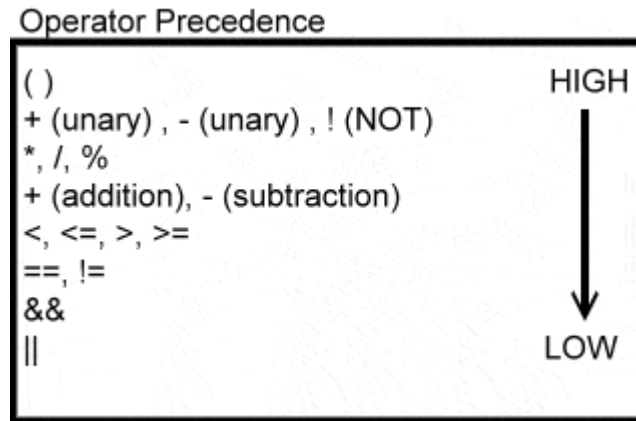 Operator Precedence
( ) HIGH
+ (unary) , - (unary) , ! (NOT)
*, /, %
+ (addition), - (subtraction)
<, <=, >, >=
==, !=
&&
|| LOW